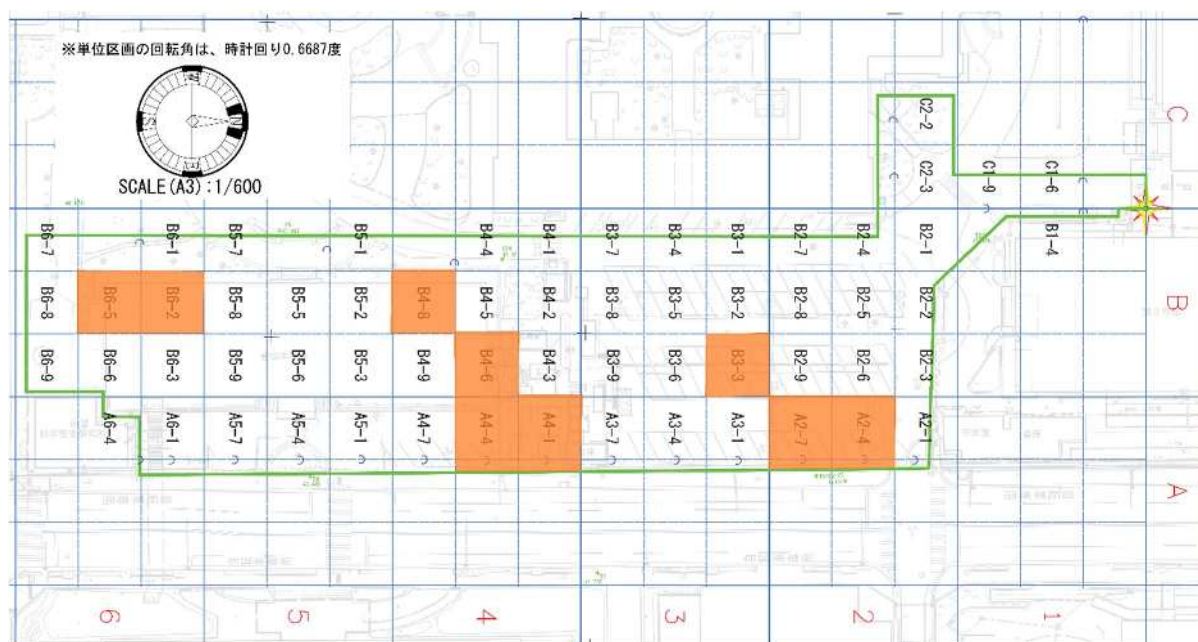 ※単位区画の回転角は、時計回り0.6687度
N
SCALE(A3):1/600
C2-2
C2-3 C1-9 C1-6
B6-7 B6-1 B5-7 B5-1 B4-4 B4-1 B3-7 B3-4 B3-1 B2-7 B2-4 B2-1 B1-4
B6-8 B6-5 B6-2 B5-8 B5-5 B5-2 B4-8 B4-5 B4-2 B3-8 B3-5 B3-2 B2-8 B2-5 B2-2
B6-9 B6-6 B6-3 B5-9 B5-6 B5-3 B4-9 B4-6 B4-3 B3-9 B3-6 B3-3 B2-9 B2-6 B2-3
A6-4 A6-1 A5-7 A5-4 A5-1 A4-7 A4-4 A4-1 A3-7 A3-4 A3-1 A2-7 A2-4 A2-1
C
B
A
6 5 4 3 2 1